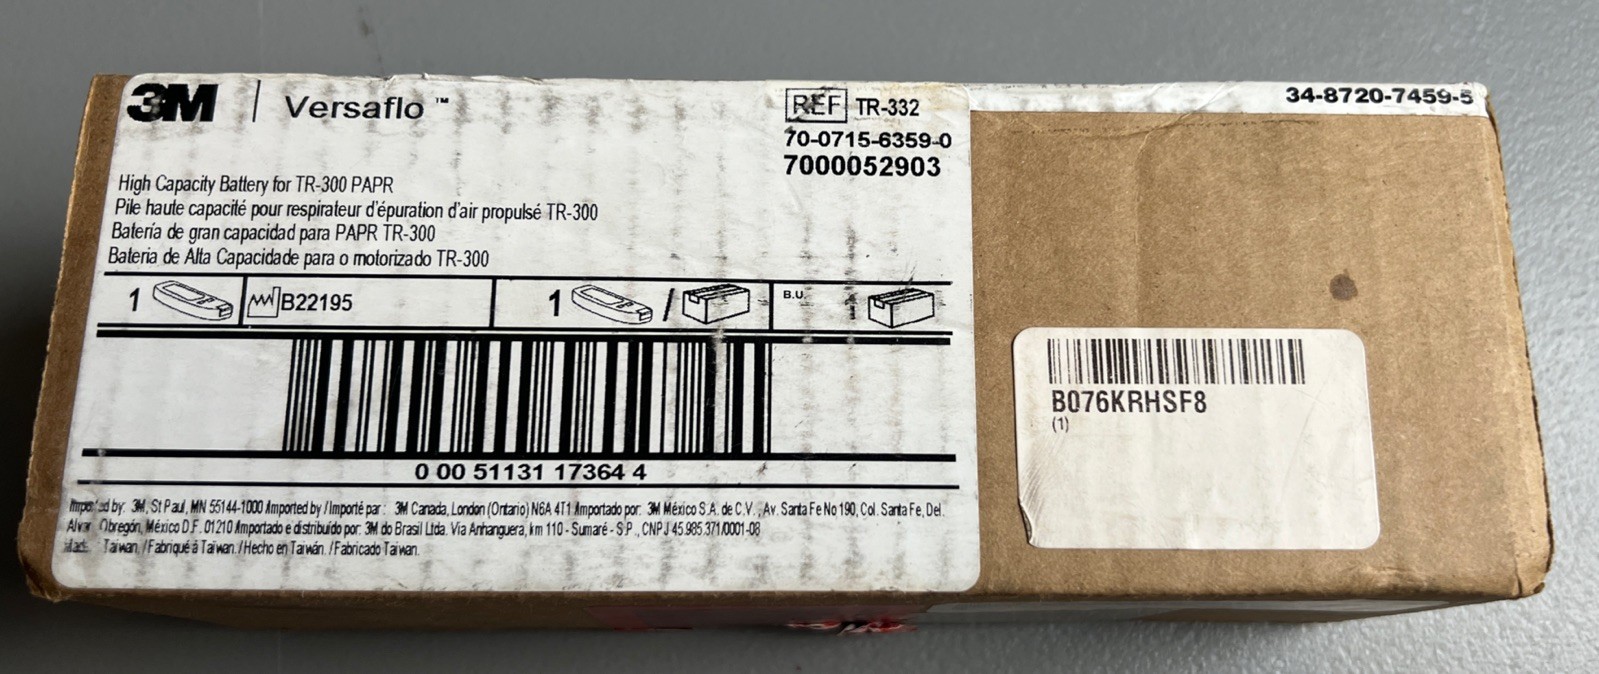 3M | Versaflo™
REF TR-332
70-0715-6359-0
7000052903
34-8720-7459-5
High Capacity Battery for TR-300 PAPR
Pile haute capacité pour respirateur d'épuration d'air propulsé TR-300
Batería de gran capacidad para PAPR TR-300
Bateria de Alta Capacidade para o motorizado TR-300
1 B22195 1 / B.U. 1
0 00 51131 17364 4
B076KRHSF8
(1)
by: 3M, St Paul, MN 55144-1000 /Imported by / Importé par : 3M Canada, London (Ontario) N6A 4T1 /Importado por: 3M México S.A. de C.V., Av. Santa Fe No 190, Col. Santa Fe, Del.
Obregón, México D.F. 01210 /Importado e distribuído por: 3M do Brasil Ltda. Via Anhanguera, km 110 - Sumaré - S.P., CNPJ 45.985.371/0001-08
Taiwan. /Fabriqué à Taïwan. /Hecho en Taiwán. /Fabricado Taiwan.